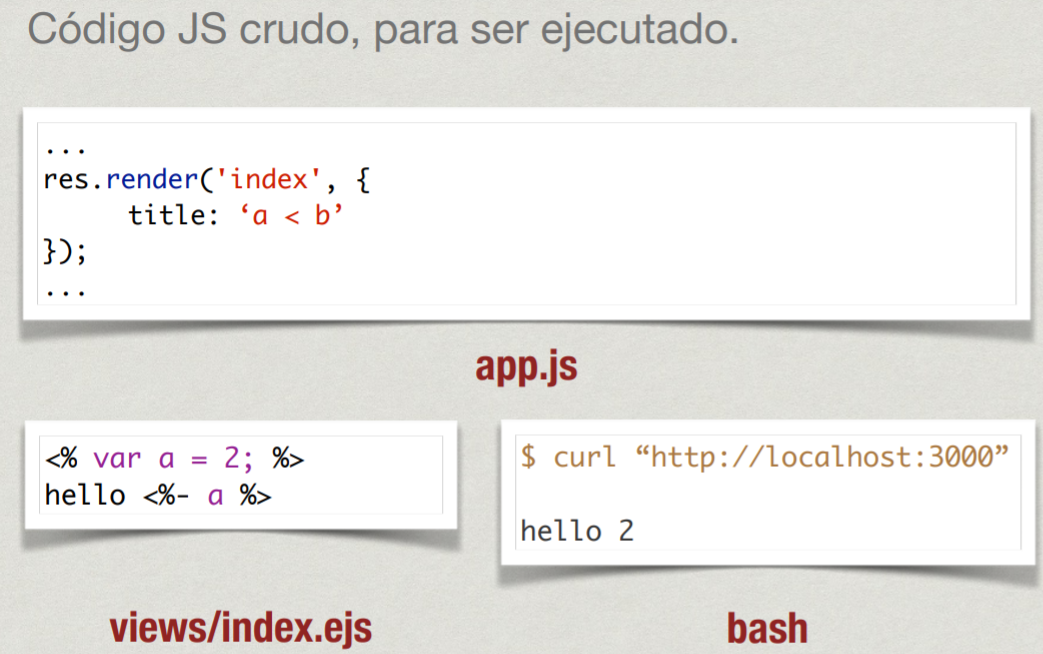 Código JS crudo, para ser ejecutado.
...
res.render('index', {
title: ‘a < b’
});
...
app.js
<% var a = 2; %>
hello <%- a %>
views/index.ejs
$ curl “http://localhost:3000”
hello 2
bash